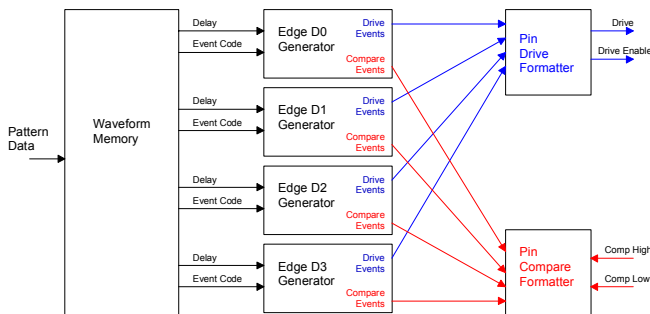 Pattern
Data
Waveform
Memory
Delay
Event Code
Edge D0
Generator
Drive
Events
Compare
Events
Delay
Event Code
Edge D1
Generator
Drive
Events
Compare
Events
Delay
Event Code
Edge D2
Generator
Drive
Events
Compare
Events
Delay
Event Code
Edge D3
Generator
Drive
Events
Compare
Events
Pin
Drive
Formatter
Drive
Drive Enable
Pin
Compare
Formatter
Comp High
Comp Low